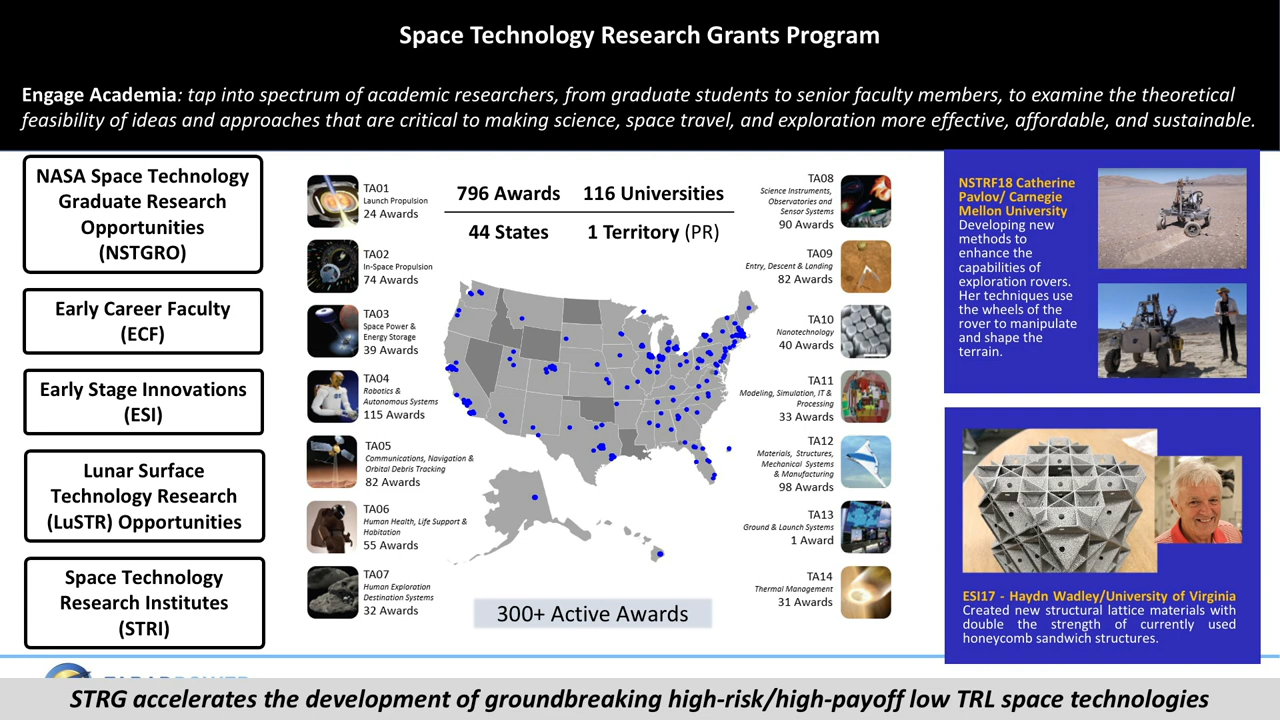 Space Technology Research Grants Program
Engage Academia: tap into spectrum of academic researchers, from graduate students to senior faculty members, to examine the theoretical
feasibility of ideas and approaches that are critical to making science, space travel, and exploration more effective, affordable, and sustainable.
NASA Space Technology
Graduate Research
Opportunities
(NSTGRO)
Early Career Faculty
(ECF)
Early Stage Innovations
(ESI)
Lunar Surface
Technology Research
(LuSTR) Opportunities
Space Technology
Research Institutes
(STRI)
TA01
Launch Propulsion
24 Awards
TA02
In-Space Propulsion
74 Awards
TA03
Space Power &
Energy Storage
39 Awards
TA04
Robotics &
Autonomous Systems
115 Awards
TA05
Communications, Navigation &
Orbital Debris Tracking
82 Awards
TA06
Human Health, Life Support &
Habitation
55 Awards
TA07
Human Exploration
Destination Systems
32 Awards
796 Awards 116 Universities
44 States 1 Territory (PR)
300+ Active Awards
TA08
Science Instruments,
Observatories and
Sensor Systems
90 Awards
TA09
Entry, Descent & Landing
82 Awards
TA10
Nanotechnology
40 Awards
TA11
Modeling, Simulation, IT &
Processing
33 Awards
TA12
Materials, Structures,
Mechanical Systems
& Manufacturing
98 Awards
TA13
Ground & Launch Systems
1 Award
TA14
Thermal Management
31 Awards
NSTRF18 Catherine
Pavlov/ Carnegie
Mellon University
Developing new
methods to
enhance the
capabilities of
exploration rovers.
Her techniques use
the wheels of the
rover to manipulate
and shape the
terrain.
ESI17 - Haydn Wadley/University of Virginia
Created new structural lattice materials with
double the strength of currently used
honeycomb sandwich structures.
STRG accelerates the development of groundbreaking high-risk/high-payoff low TRL space technologies